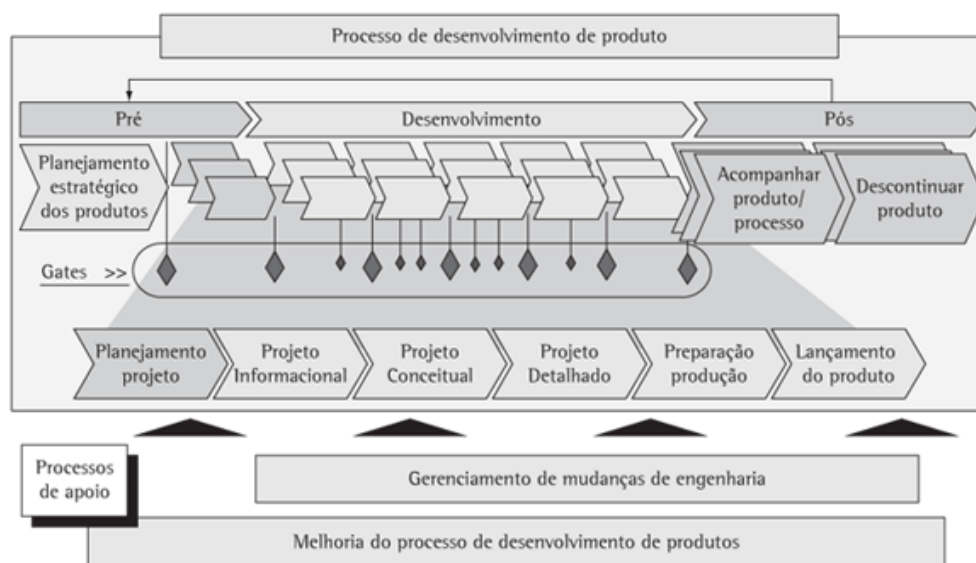 Processo de desenvolvimento de produto
Pré
Desenvolvimento
Pós
Planejamento
estratégico
dos produtos
Acompanhar
produto/
processo
Descontinuar
produto
Gates >>
Planejamento
projeto
Projeto
Informacional
Projeto
Conceitual
Projeto
Detalhado
Preparação
produção
Lançamento
do produto
Processos
de apoio
Gerenciamento de mudanças de engenharia
Melhoria do processo de desenvolvimento de produtos